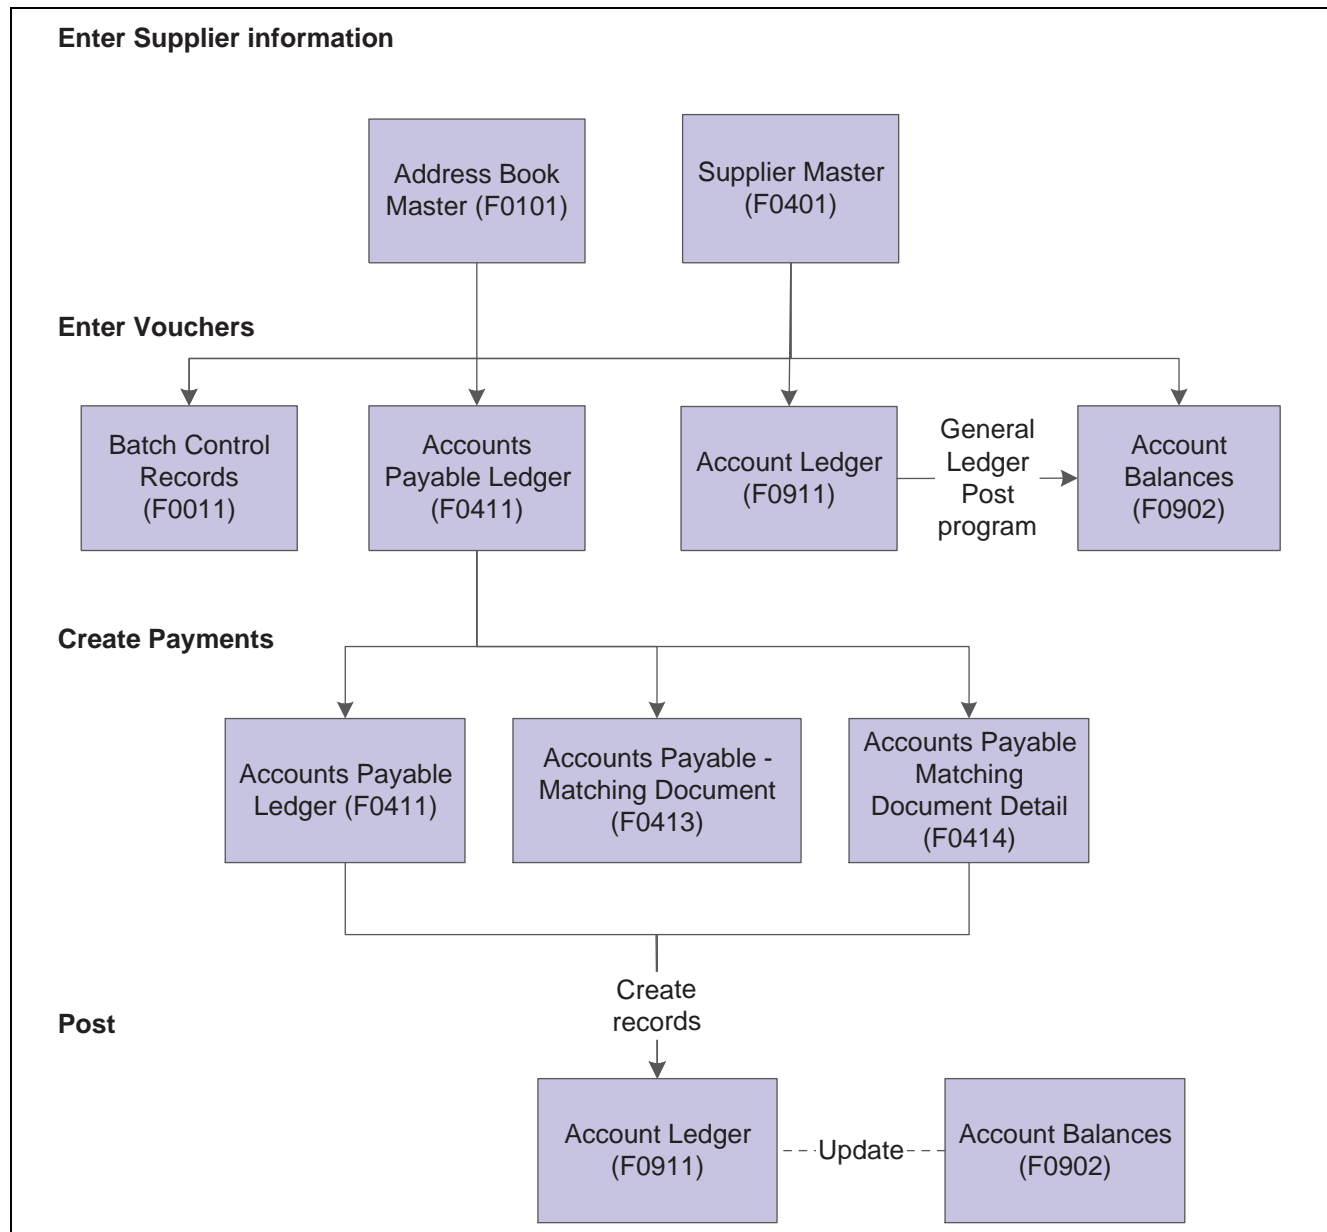 Enter Supplier information
Address Book
Master (F0101)
Supplier Master
(F0401)
Enter Vouchers
Batch Control
Records
(F0011)
Accounts
Payable Ledger
(F0411)
Account Ledger
(F0911)
General
Ledger
Post
program
Account
Balances
(F0902)
Create Payments
Accounts Payable
Ledger (F0411)
Accounts Payable -
Matching Document
(F0413)
Accounts Payable
Matching
Document Detail
(F0414)
Create
records
Post
Account Ledger
(F0911)
Update
Account Balances
(F0902)